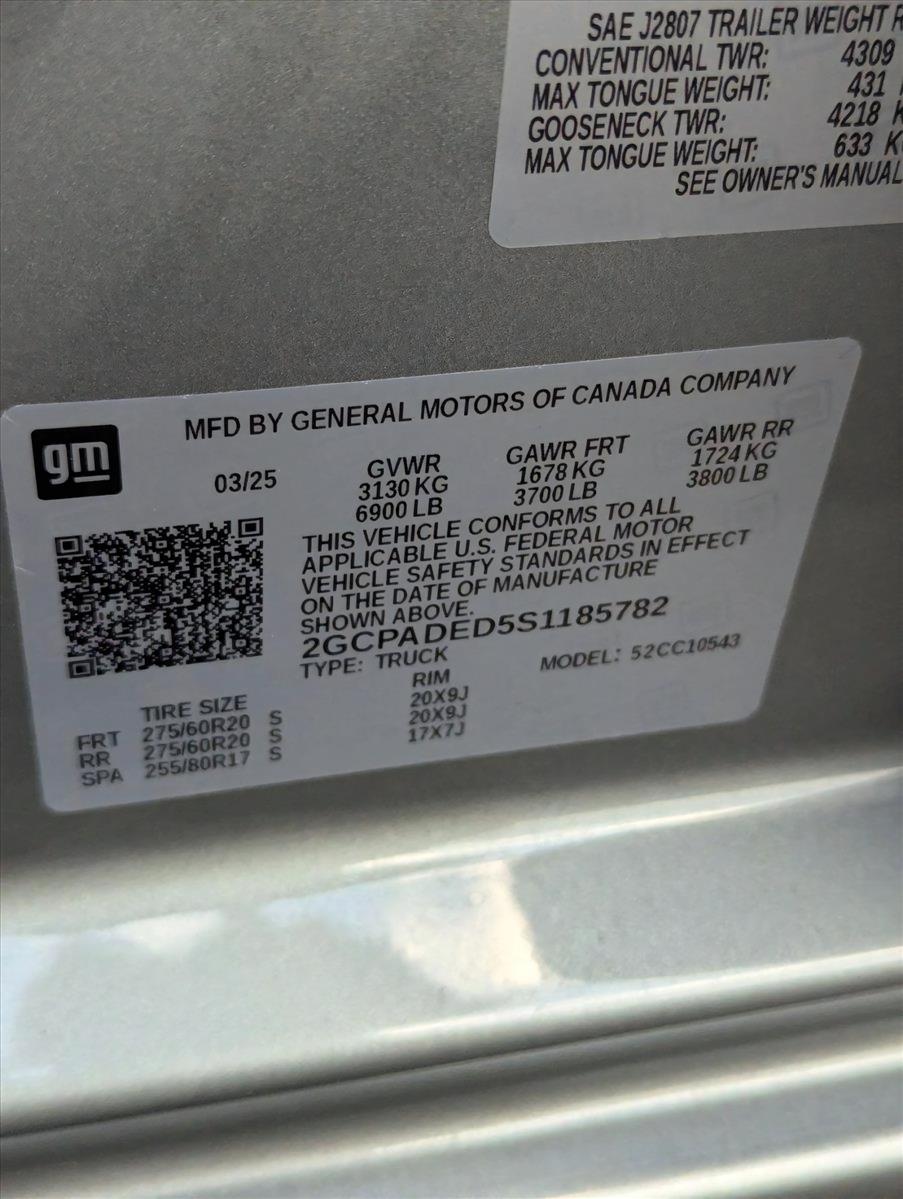 SAE J2807 TRAILER WEIGHT R
CONVENTIONAL TWR: 4309
MAX TONGUE WEIGHT: 431
GOOSENECK TWR: 4218 K
MAX TONGUE WEIGHT: 633 K
SEE OWNER'S MANUAL
gm
MFD BY GENERAL MOTORS OF CANADA COMPANY
03/25 GVWR GAWR FRT GAWR RR
3130 KG 1678 KG 1724 KG
6900 LB 3700 LB 3800 LB
THIS VEHICLE CONFORMS TO ALL
APPLICABLE U.S. FEDERAL MOTOR
VEHICLE SAFETY STANDARDS IN EFFECT
ON THE DATE OF MANUFACTURE
SHOWN ABOVE.
2GCPADED5S1185782
TYPE: TRUCK MODEL: 52CC10543
TIRE SIZE RIM
FRT 275/60R20 S 20X9J
RR 275/60R20 S 20X9J
SPA 255/80R17 S 17X7J